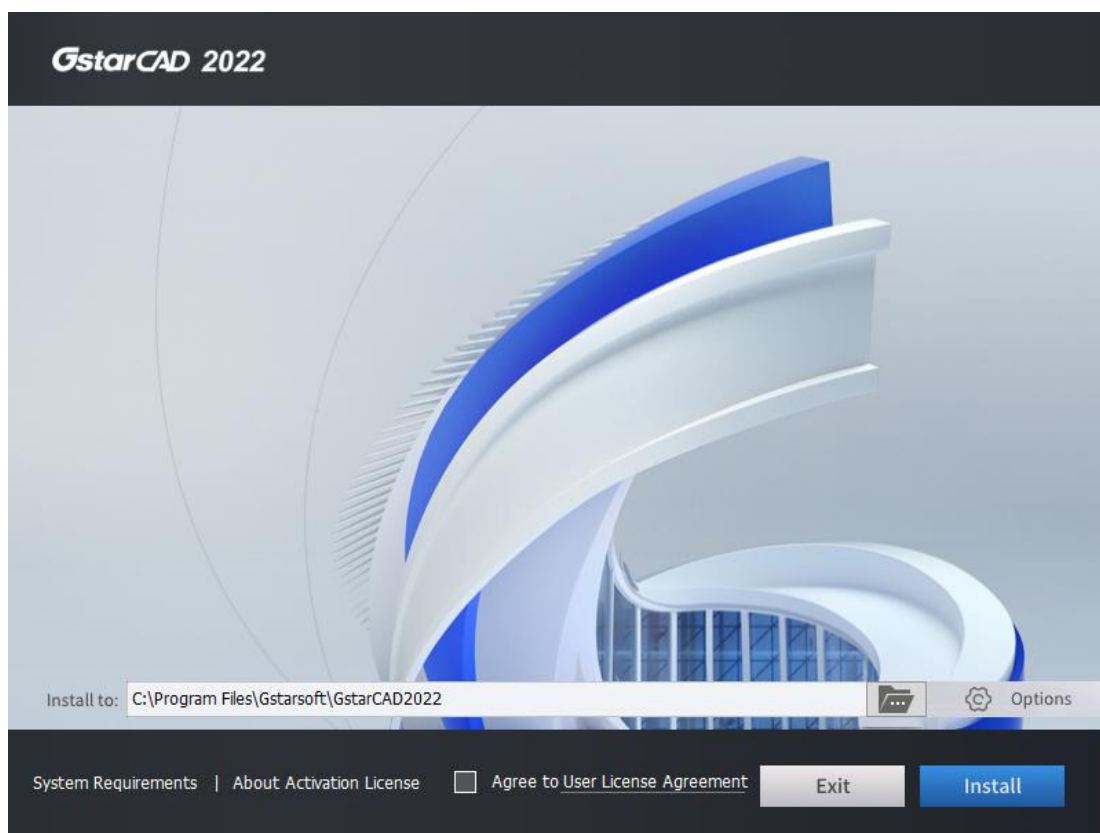 GstarCAD 2022
Install to: C:\Program Files\Gstarsoft\GstarCAD2022 Options
System Requirements | About Activation License Agree to User License Agreement Exit Install